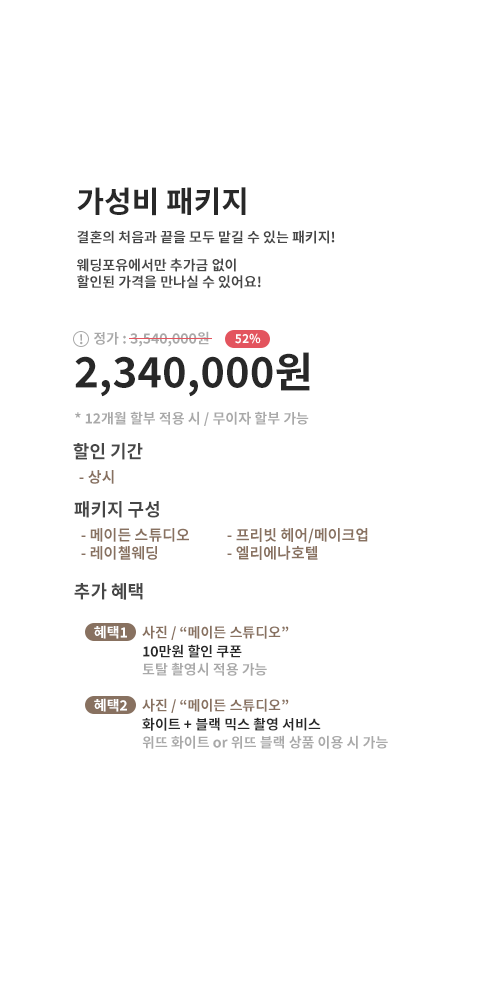 가성비 패키지
결혼의 처음과 끝을 모두 맡길 수 있는 패키지!
웨딩포유에서만 추가금 없이
할인된 가격을 만나실 수 있어요!
! 정가 : 3,540,000원 52%
2,340,000원
* 12개월 할부 적용 시 / 무이자 할부 가능
할인 기간
- 상시
패키지 구성
- 메이든 스튜디오 - 프리빗 헤어/메이크업
- 레이첼웨딩 - 엘리에나호텔
추가 혜택
혜택1 사진 / “메이든 스튜디오”
10만원 할인 쿠폰
토탈 촬영시 적용 가능
혜택2 사진 / “메이든 스튜디오”
화이트 + 블랙 믹스 촬영 서비스
위뜨 화이트 or 위뜨 블랙 상품 이용 시 가능